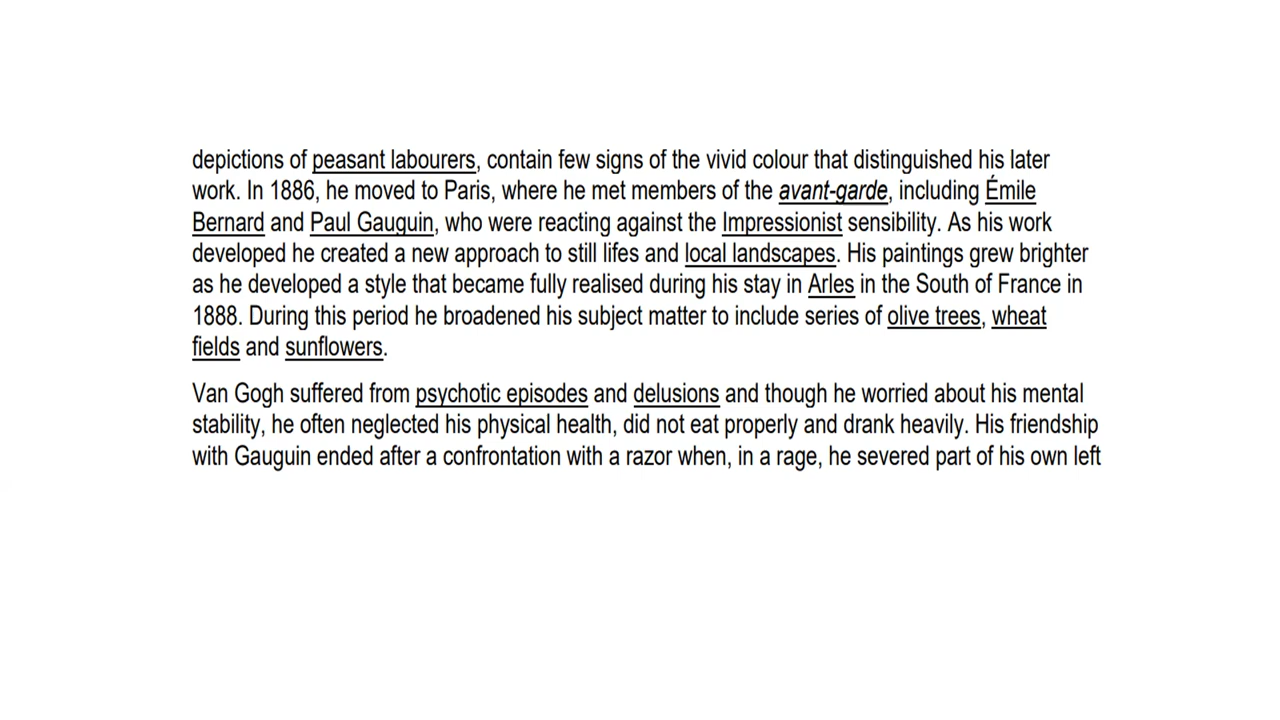 depictions of peasant labourers, contain few signs of the vivid colour that distinguished his later
work. In 1886, he moved to Paris, where he met members of the avant-garde, including Émile
Bernard and Paul Gauguin, who were reacting against the Impressionist sensibility. As his work
developed he created a new approach to still lifes and local landscapes. His paintings grew brighter
as he developed a style that became fully realised during his stay in Arles in the South of France in
1888. During this period he broadened his subject matter to include series of olive trees, wheat
fields and sunflowers.
Van Gogh suffered from psychotic episodes and delusions and though he worried about his mental
stability, he often neglected his physical health, did not eat properly and drank heavily. His friendship
with Gauguin ended after a confrontation with a razor when, in a rage, he severed part of his own left